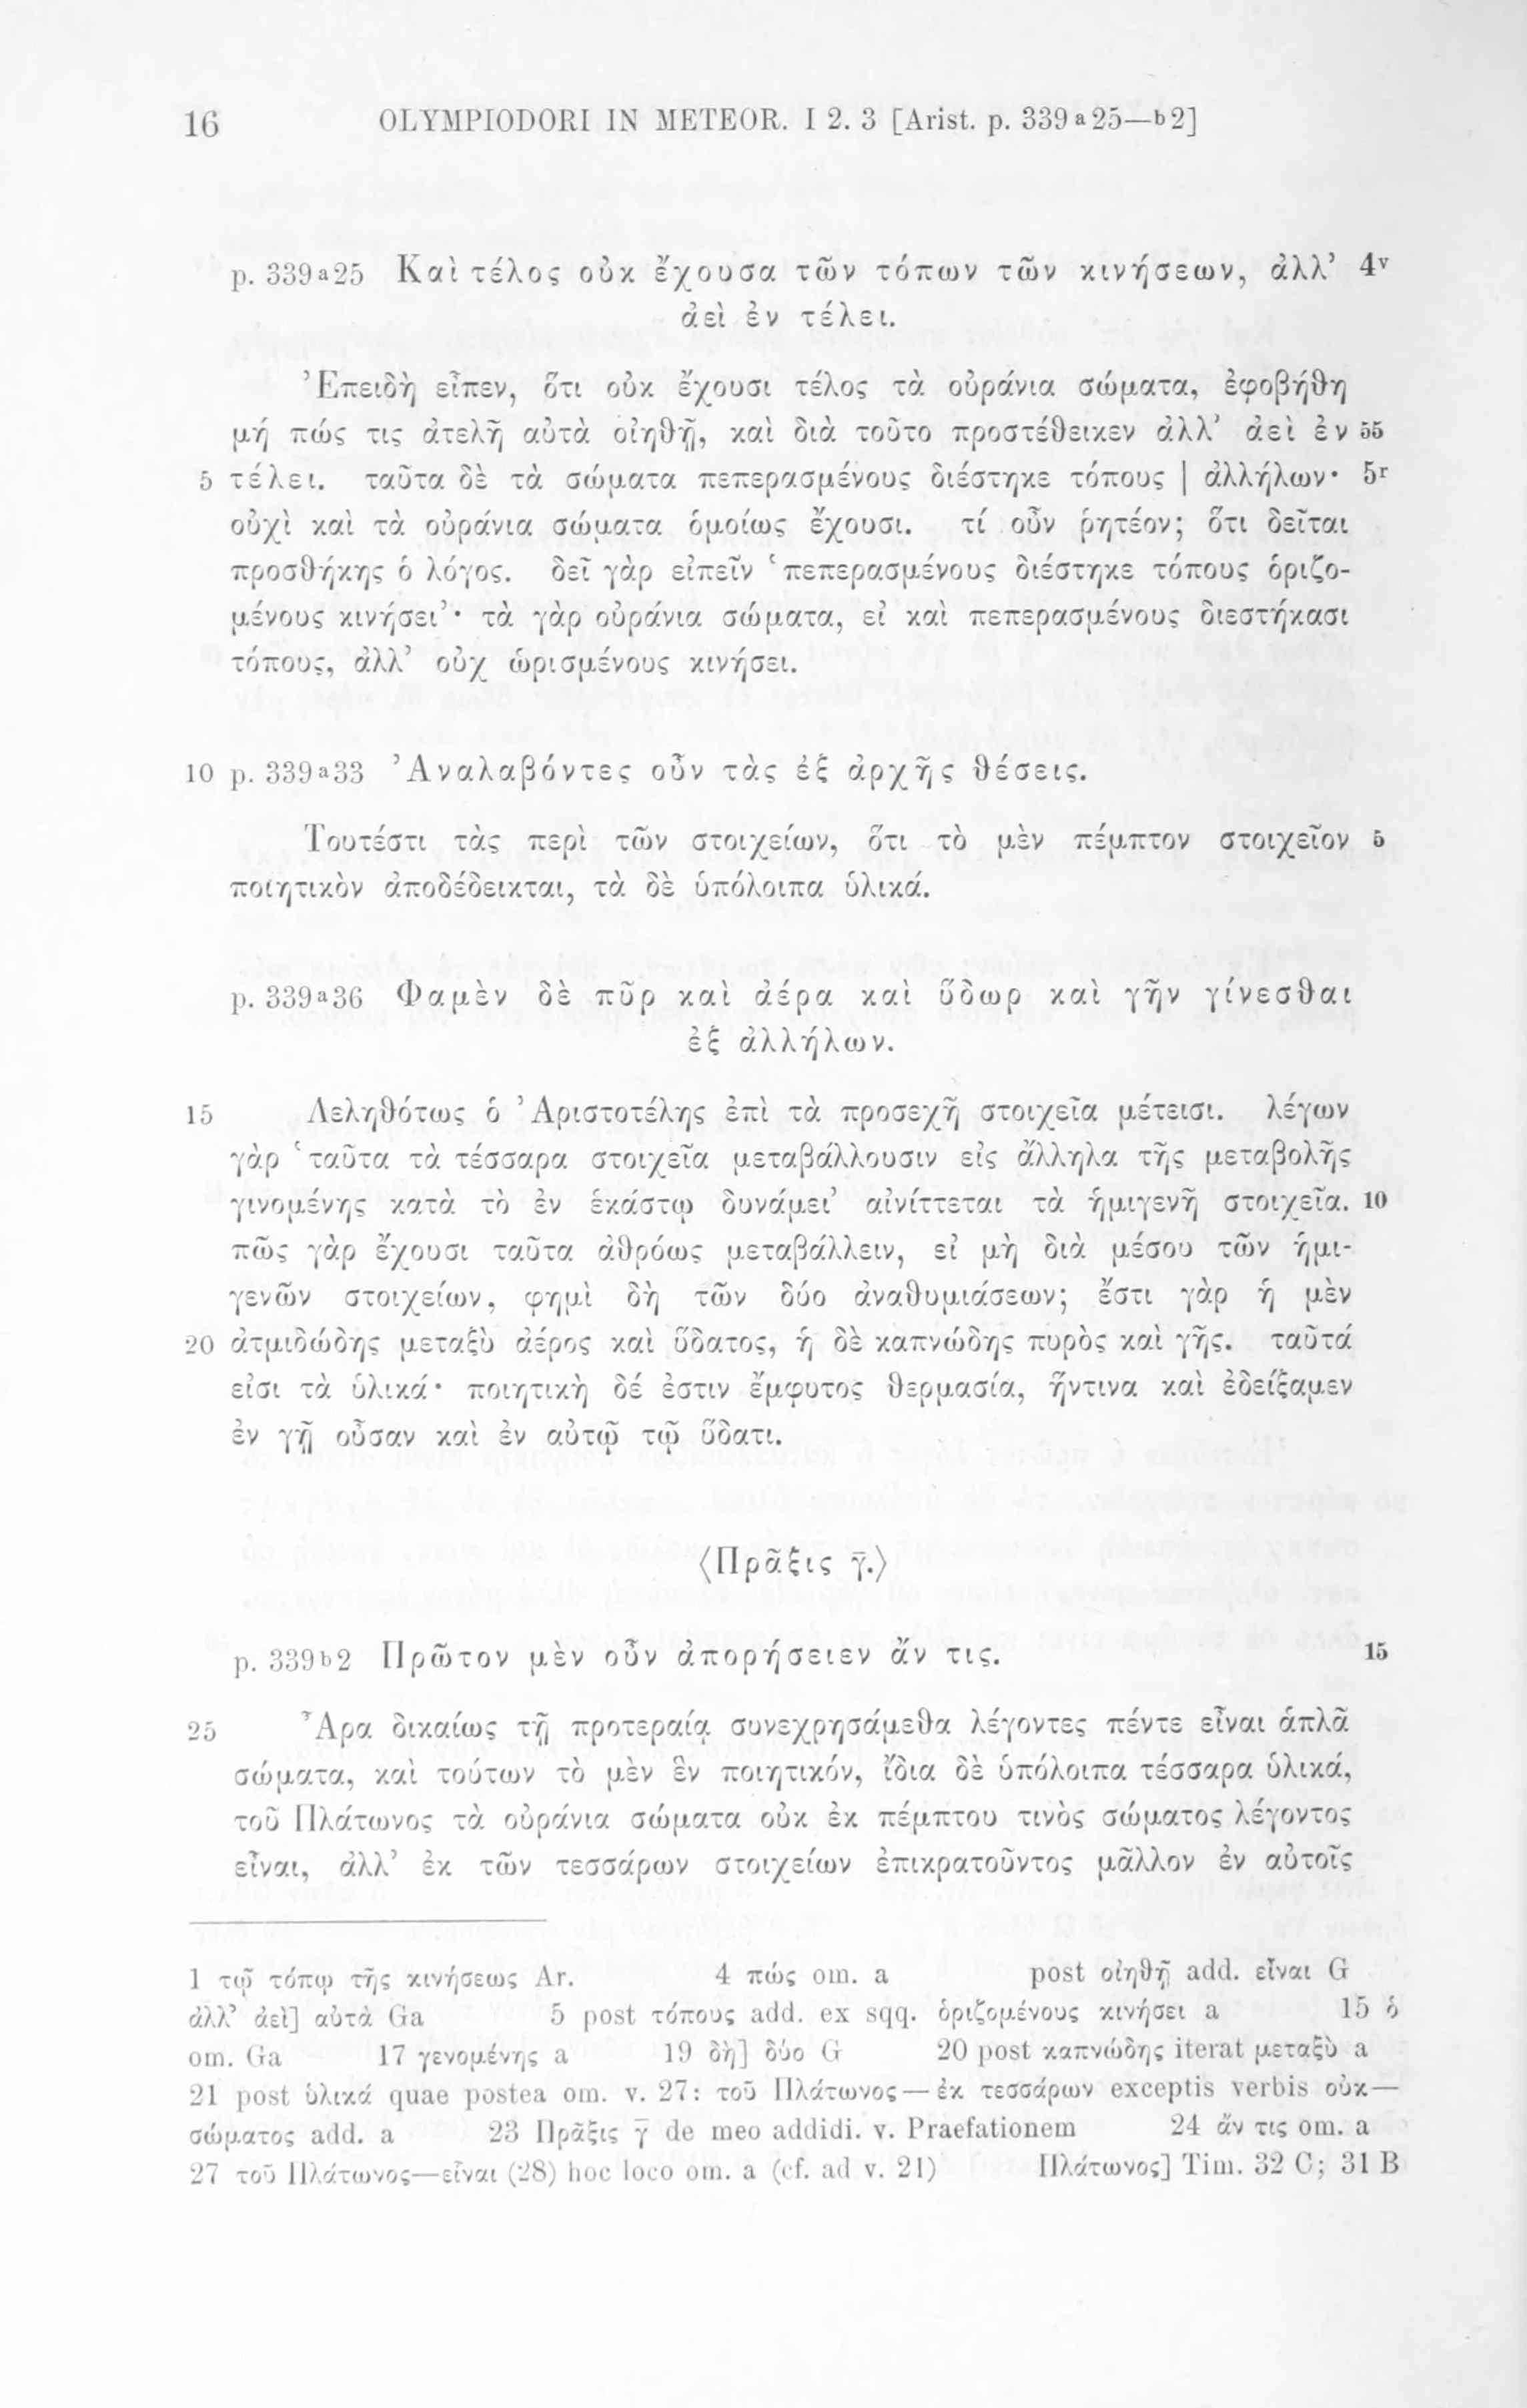 16 OLYMPIODORI IN METEOR. I 2. 3 [Arist. p. 339 a 25—b 2]
p. 339 a 25 Καὶ τέλος οὐκ ἔχουσα τῶν τόπων τῶν κινήσεων, ἀλλ’ 4v
ἀεὶ ἐν τέλει.
Ἐπειδὴ εἶπεν, ὅτι οὐκ ἔχουσι τέλος τὰ οὐράνια σώματα, ἐφοβήθη
μή πώς τις ἀτελῆ αὐτὰ οἰηθῇ, καὶ διὰ τοῦτο προστέθεικεν ἀλλ’ ἀεὶ ἐν 55
5 τέλει. ταῦτα δὲ τὰ σώματα πεπερασμένους διέστηκε τόπους | ἀλλήλων· 5r
οὐχὶ καὶ τὰ οὐράνια σώματα ὁμοίως ἔχουσι. τί οὖν ῥητέον; ὅτι δεῖται
προσθήκης ὁ λόγος. δεῖ γὰρ εἰπεῖν ‘πεπερασμένους διέστηκε τόπους ὁριζο-
μένους κινήσει’· τὰ γὰρ οὐράνια σώματα, εἰ καὶ πεπερασμένους διεστήκασι
τόπους, ἀλλ’ οὐχ ὡρισμένους κινήσει.
10 p. 339 a 33 Ἀναλαβόντες οὖν τὰς ἐξ ἀρχῆς θέσεις.
Τουτέστι τὰς περὶ τῶν στοιχείων, ὅτι τὸ μὲν πέμπτον στοιχεῖον 5
ποιητικὸν ἀποδέδεικται, τὰ δὲ ὑπόλοιπα ὑλικά.
p. 339 a 36 Φαμὲν δὲ πῦρ καὶ ἀέρα καὶ ὕδωρ καὶ γῆν γίνεσθαι
ἐξ ἀλλήλων.
15 Λεληθότως ὁ Ἀριστοτέλης ἐπὶ τὰ προσεχῆ στοιχεῖα μέτεισι. λέγων
γὰρ ‘ταῦτα τὰ τέσσαρα στοιχεῖα μεταβάλλουσιν εἰς ἄλληλα τῆς μεταβολῆς
γινομένης κατὰ τὸ ἐν ἑκάστῳ δυνάμει’ αἰνίττεται τὰ ἡμιγενῆ στοιχεῖα. 10
πῶς γὰρ ἔχουσι ταῦτα ἀθρόως μεταβάλλειν, εἰ μὴ διὰ μέσου τῶν ἡμι-
γενῶν στοιχείων, φημὶ δὴ τῶν δύο ἀναθυμιάσεων; ἔστι γὰρ ἡ μὲν
20 ἀτμιδώδης μεταξὺ ἀέρος καὶ ὕδατος, ἡ δὲ καπνώδης πυρὸς καὶ γῆς. ταῦτά
εἰσι τὰ ὑλικά· ποιητικὴ δέ ἐστιν ἔμφυτος θερμασία, ἥντινα καὶ ἐδείξαμεν
ἐν γῇ οὖσαν καὶ ἐν αὐτῷ τῷ ὕδατι.
⟨Πρᾶξις γ̄.⟩
p. 339 b 2 Πρῶτον μὲν οὖν ἀπορήσειεν ἄν τις. 15
25 Ἆρα δικαίως τῇ προτεραίᾳ συνεχρησάμεθα λέγοντες πέντε εἶναι ἁπλᾶ
σώματα, καὶ τούτων τὸ μὲν ἓν ποιητικόν, ἴδια δὲ ὑπόλοιπα τέσσαρα ὑλικά,
τοῦ Πλάτωνος τὰ οὐράνια σώματα οὐκ ἐκ πέμπτου τινὸς σώματος λέγοντος
εἶναι, ἀλλ’ ἐκ τῶν τεσσάρων στοιχείων ἐπικρατοῦντος μᾶλλον ἐν αὐτοῖς
1 τῷ τόπῳ τῆς κινήσεως Ar. 4 πώς om. a post οἰηθῇ add. εἶναι G
ἀλλ’ ἀεὶ] αὐτὰ Ga 5 post τόπους add. ex sqq. ὁριζομένους κινήσει a 15 ὁ
om. Ga 17 γενομένης a 19 δὴ] δύο G 20 post καπνώδης iterat μεταξὺ a
21 post ὑλικά quae postea om. v. 27: τοῦ Πλάτωνος — ἐκ τεσσάρων exceptis verbis οὐκ—
σώματος add. a 23 Πρᾶξις γ̄ de meo addidi. v. Praefationem 24 ἄν τις om. a
27 τοῦ Πλάτωνος—εἶναι (28) hoc loco om. a (cf. ad v. 21) Πλάτωνος] Tim. 32 C; 31 B